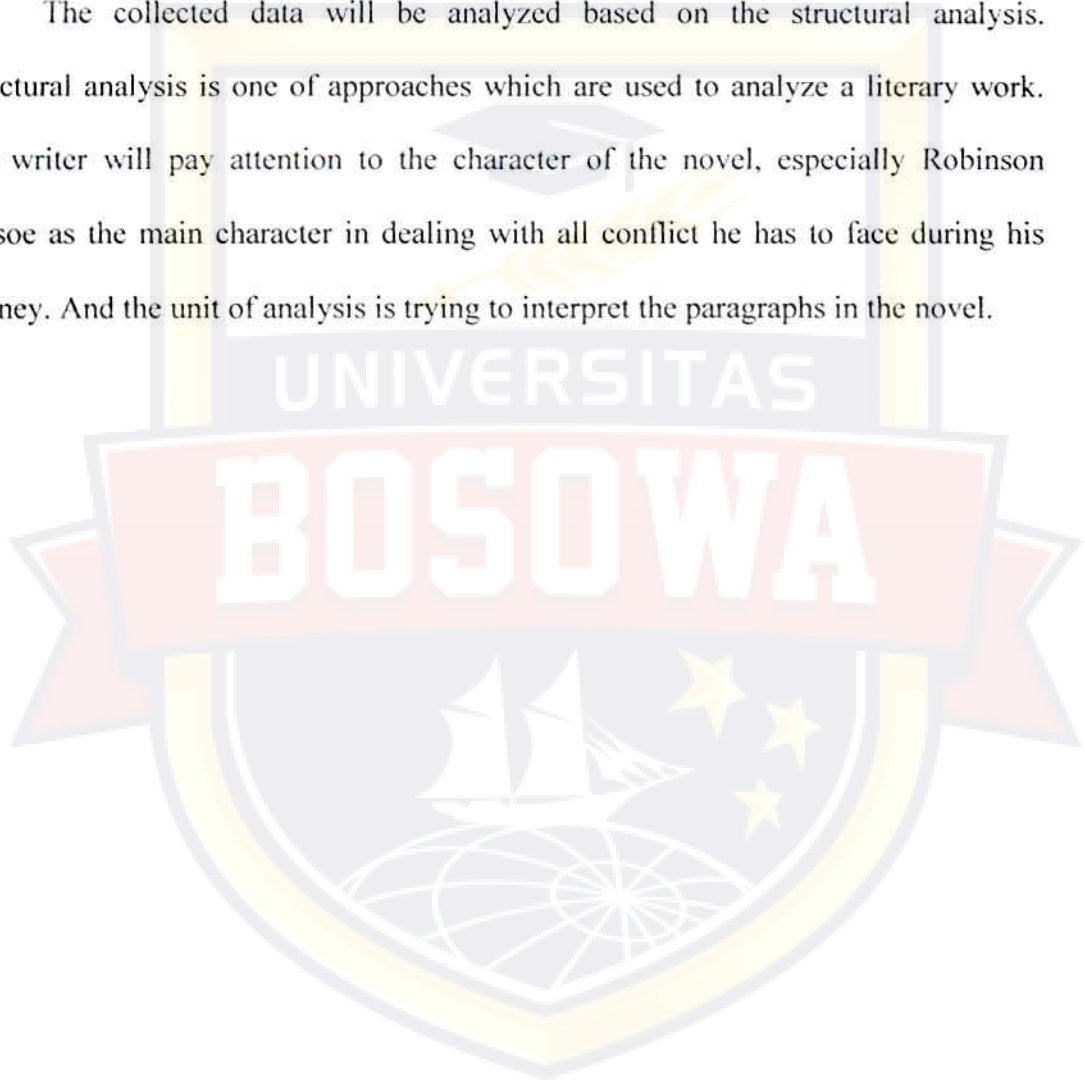 The collected data will be analyzed based on the structural analysis.
ctural analysis is one of approaches which are used to analyze a literary work.
writer will pay attention to the character of the novel, especially Robinson
soe as the main character in dealing with all conflict he has to face during his
ney. And the unit of analysis is trying to interpret the paragraphs in the novel.
UNIVERSITAS
BOSOWA